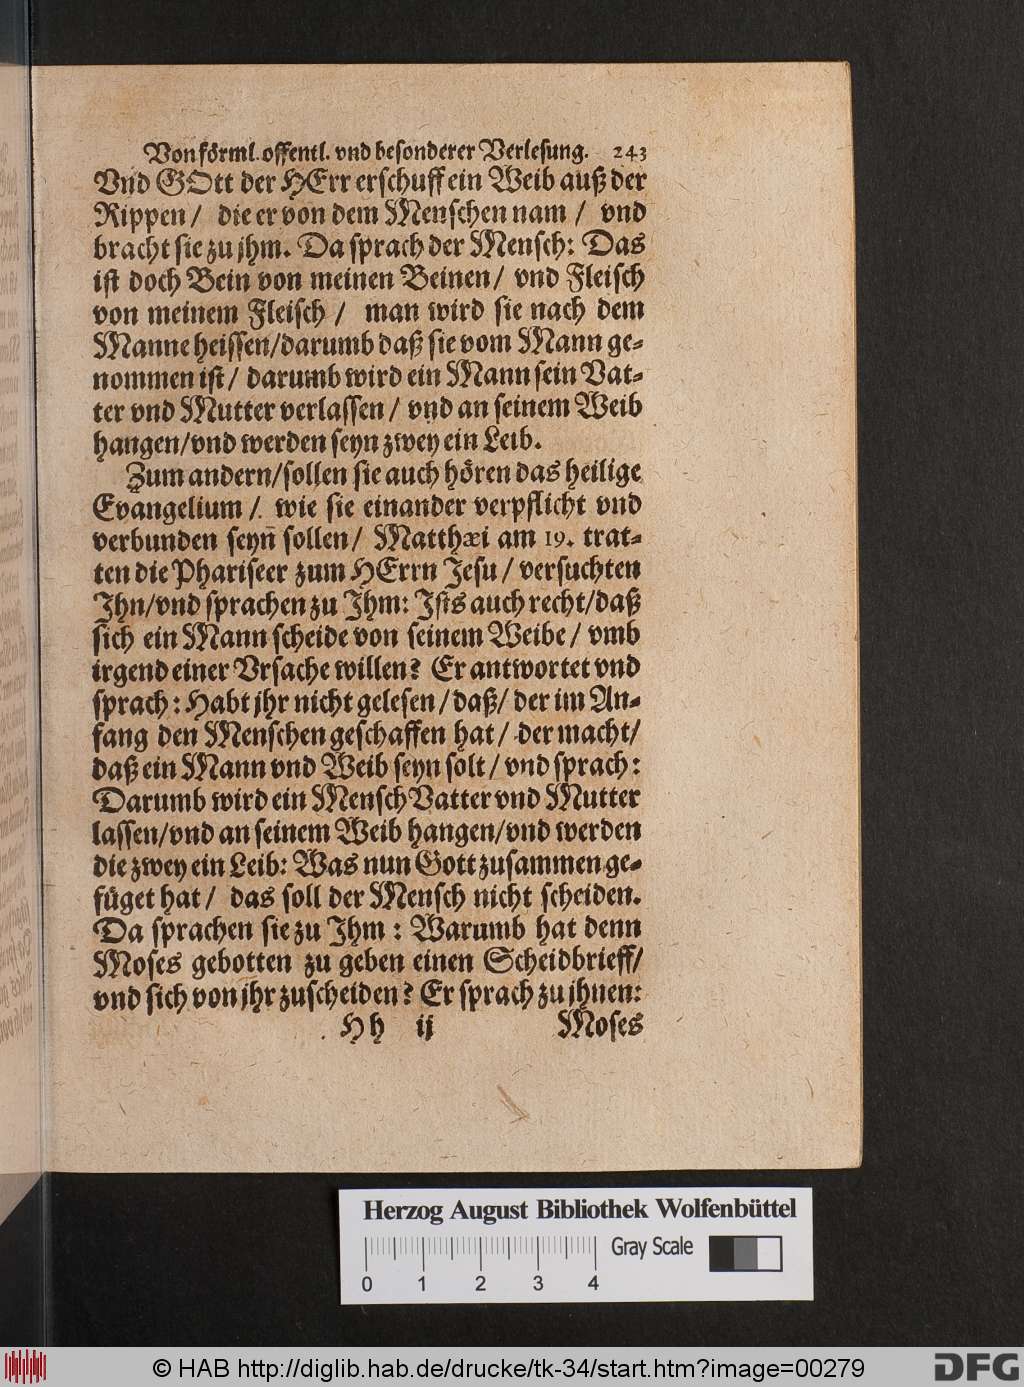 Von förml. offentl. vnd besonderer Verlesung. 243
Vnd GOtt der HErr erschuff ein Weib auß der
Rippen / die er von dem Menschen nam / vnd
bracht sie zu jhm. Da sprach der Mensch: Das
ist doch Bein von meinen Beinen / vnd Fleisch
von meinem Fleisch / man wird sie nach dem
Manne heissen / darumb daß sie vom Mann ge-
nommen ist / darumb wird ein Mann sein Vat-
ter vnd Mutter verlassen / vnd an seinem Weib
hangen / vnd werden seyn zwey ein Leib.
Zum andern / sollen sie auch hören das heilige
Evangelium / wie sie einander verpflicht vnd
verbunden seyn̄ sollen / Matthæi am 19. trat-
ten die Phariseer zum HErrn Jesu / versuchten
Ihn / vnd sprachen zu Ihm: Ists auch recht / daß
sich ein Mann scheide von seinem Weibe / vmb
irgend einer Vrsache willen? Er antwortet vnd
sprach: Habt jhr nicht gelesen / daß / der im An-
fang den Menschen geschaffen hat / der macht /
daß ein Mann vnd Weib seyn solt / vnd sprach:
Darumb wird ein Mensch Vatter vnd Mutter
lassen / vnd an seinem Weib hangen / vnd werden
die zwey ein Leib: Was nun Gott zusammen ge-
füget hat / das soll der Mensch nicht scheiden.
Da sprachen sie zu Ihm: Warumb hat denn
Moses gebotten zu geben einen Scheidbrieff /
vnd sich von jhr zuscheiden? Er sprach zu jhnen:
Hh ij Moses
Herzog August Bibliothek Wolfenbüttel
Gray Scale
0 1 2 3 4
© HAB http://diglib.hab.de/drucke/tk-34/start.htm?image=00279
DFG